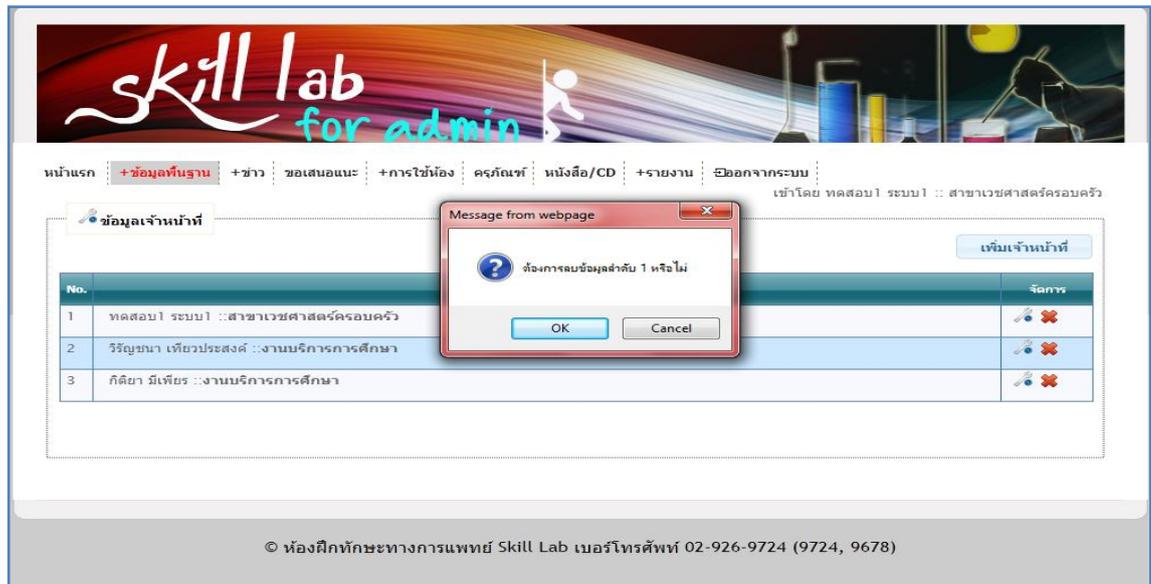 skill lab
for admin
หน้าแรก +ข้อมูลพื้นฐาน +ข่าว ขอเสนอแนะ +การใช้ห้อง ครุภัณฑ์ หนังสือ/CD +รายงาน ออกจากระบบ
เข้าโดย ทดสอบ1 ระบบ1 :: สาขาเวชศาสตร์ครอบครัว
ข้อมูลเจ้าหน้าที่
Message from webpage
เพิ่มเจ้าหน้าที่
ต้องการลบข้อมูลลำดับ 1 หรือไม่
No. จัดการ
1 ทดสอบ1 ระบบ1 ::สาขาเวชศาสตร์ครอบครัว
OK Cancel
2 วิรัญชนา เทียวประสงค์ ::งานบริการการศึกษา
3 กิติยา มีเพียร ::งานบริการการศึกษา
© ห้องฝึกทักษะทางการแพทย์ Skill Lab เบอร์โทรศัพท์ 02-926-9724 (9724, 9678)